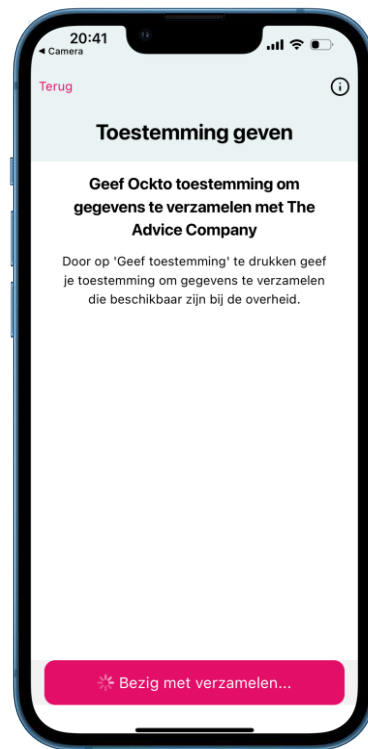 20:41
◀ Camera
Terug
Toestemming geven
Geef Ockto toestemming om
gegevens te verzamelen met The
Advice Company
Door op 'Geef toestemming' te drukken geef
je toestemming om gegevens te verzamelen
die beschikbaar zijn bij de overheid.
Bezig met verzamelen...